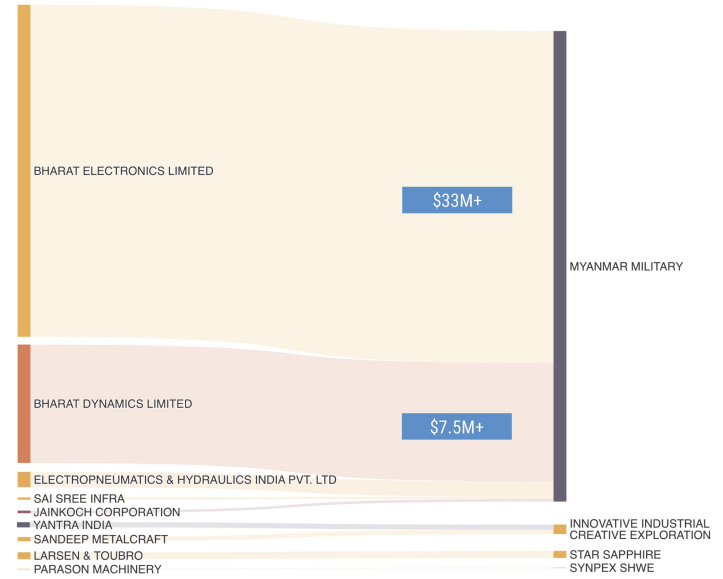 BHARAT ELECTRONICS LIMITED
$33M+
MYANMAR MILITARY
BHARAT DYNAMICS LIMITED
$7.5M+
ELECTROPNEUMATICS & HYDRAULICS INDIA PVT. LTD
SAI SREE INFRA
JAINKOCH CORPORATION
YANTRA INDIA
SANDEEP METALCRAFT
LARSEN & TOUBRO
PARASON MACHINERY
INNOVATIVE INDUSTRIAL
CREATIVE EXPLORATION
STAR SAPPHIRE
SYNPEX SHWE